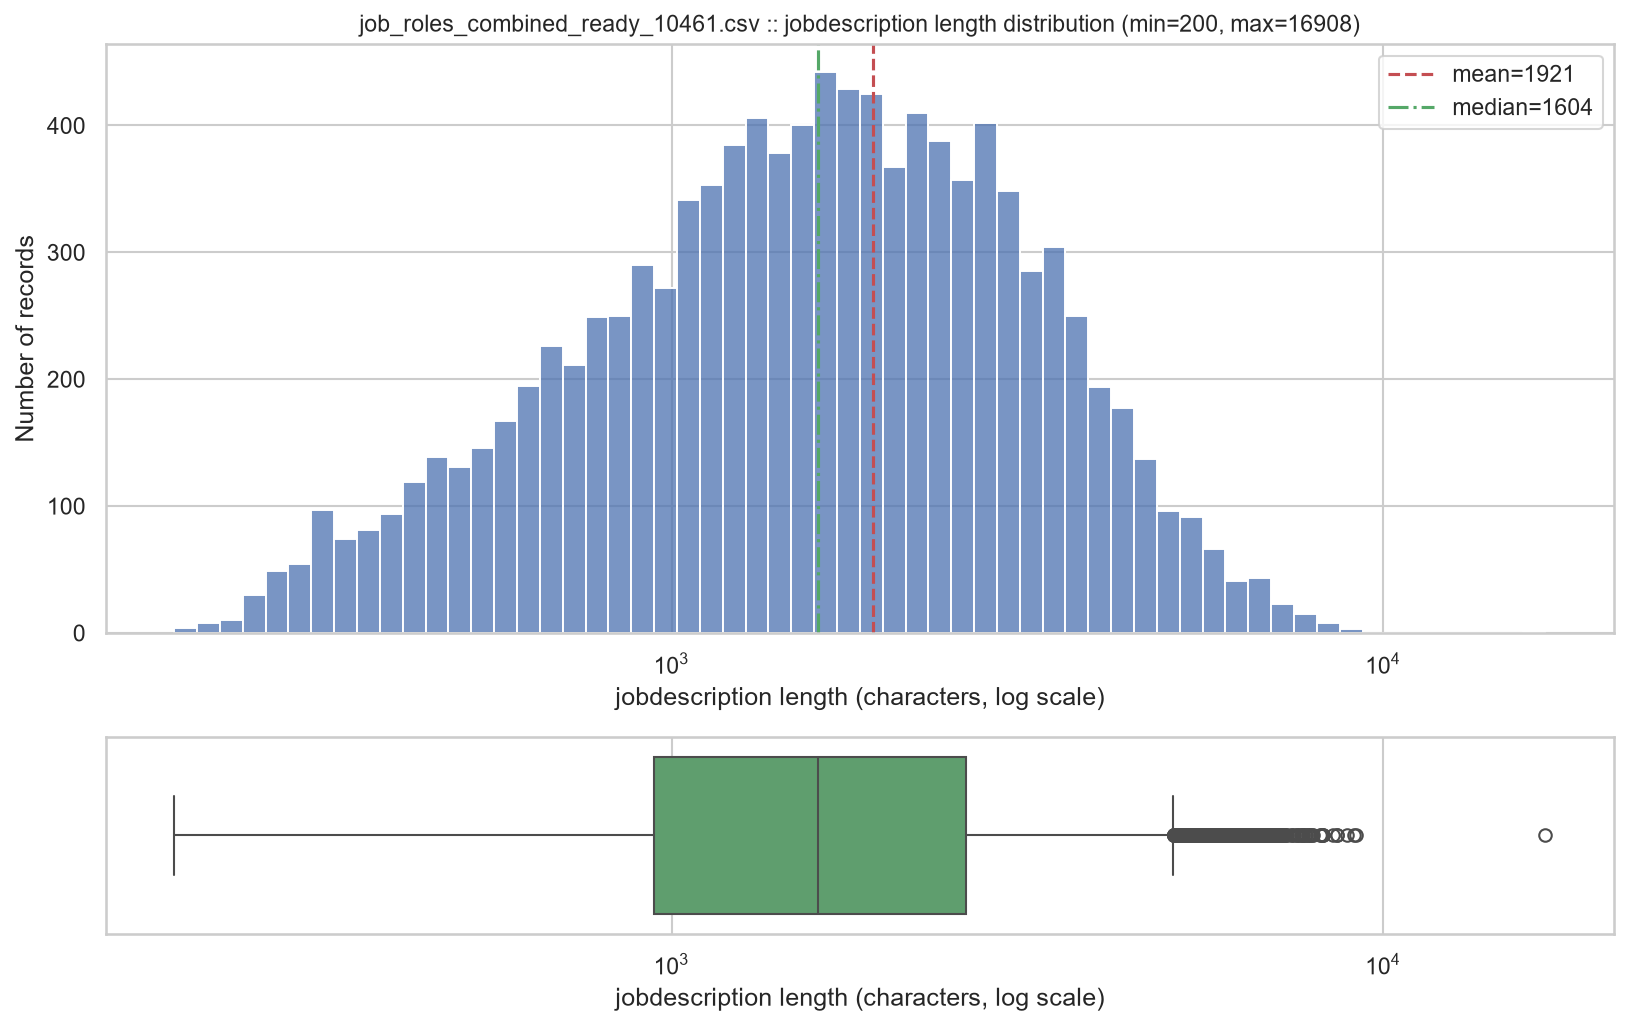 job_roles_combined_ready_10461.csv :: jobdescription length distribution (min=200, max=16908)
mean=1921
median=1604
Number of records
400
300
200
100
0
10³
10⁴
jobdescription length (characters, log scale)
10³
10⁴
jobdescription length (characters, log scale)